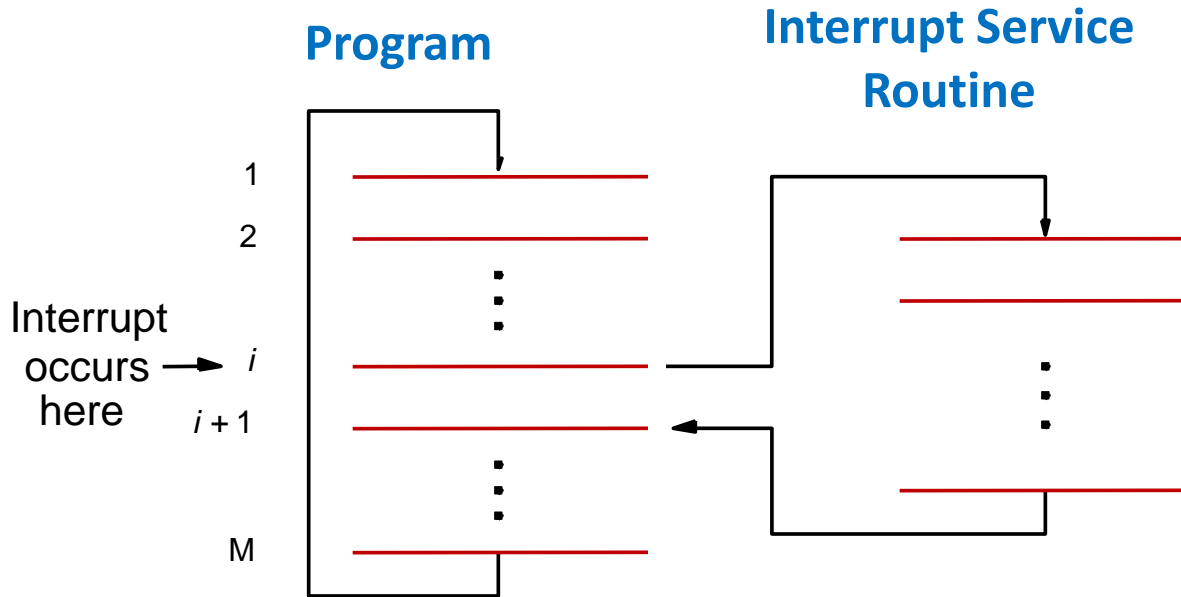 Program
Interrupt Service
Routine
1
2
Interrupt
occurs
here
i
i + 1
M